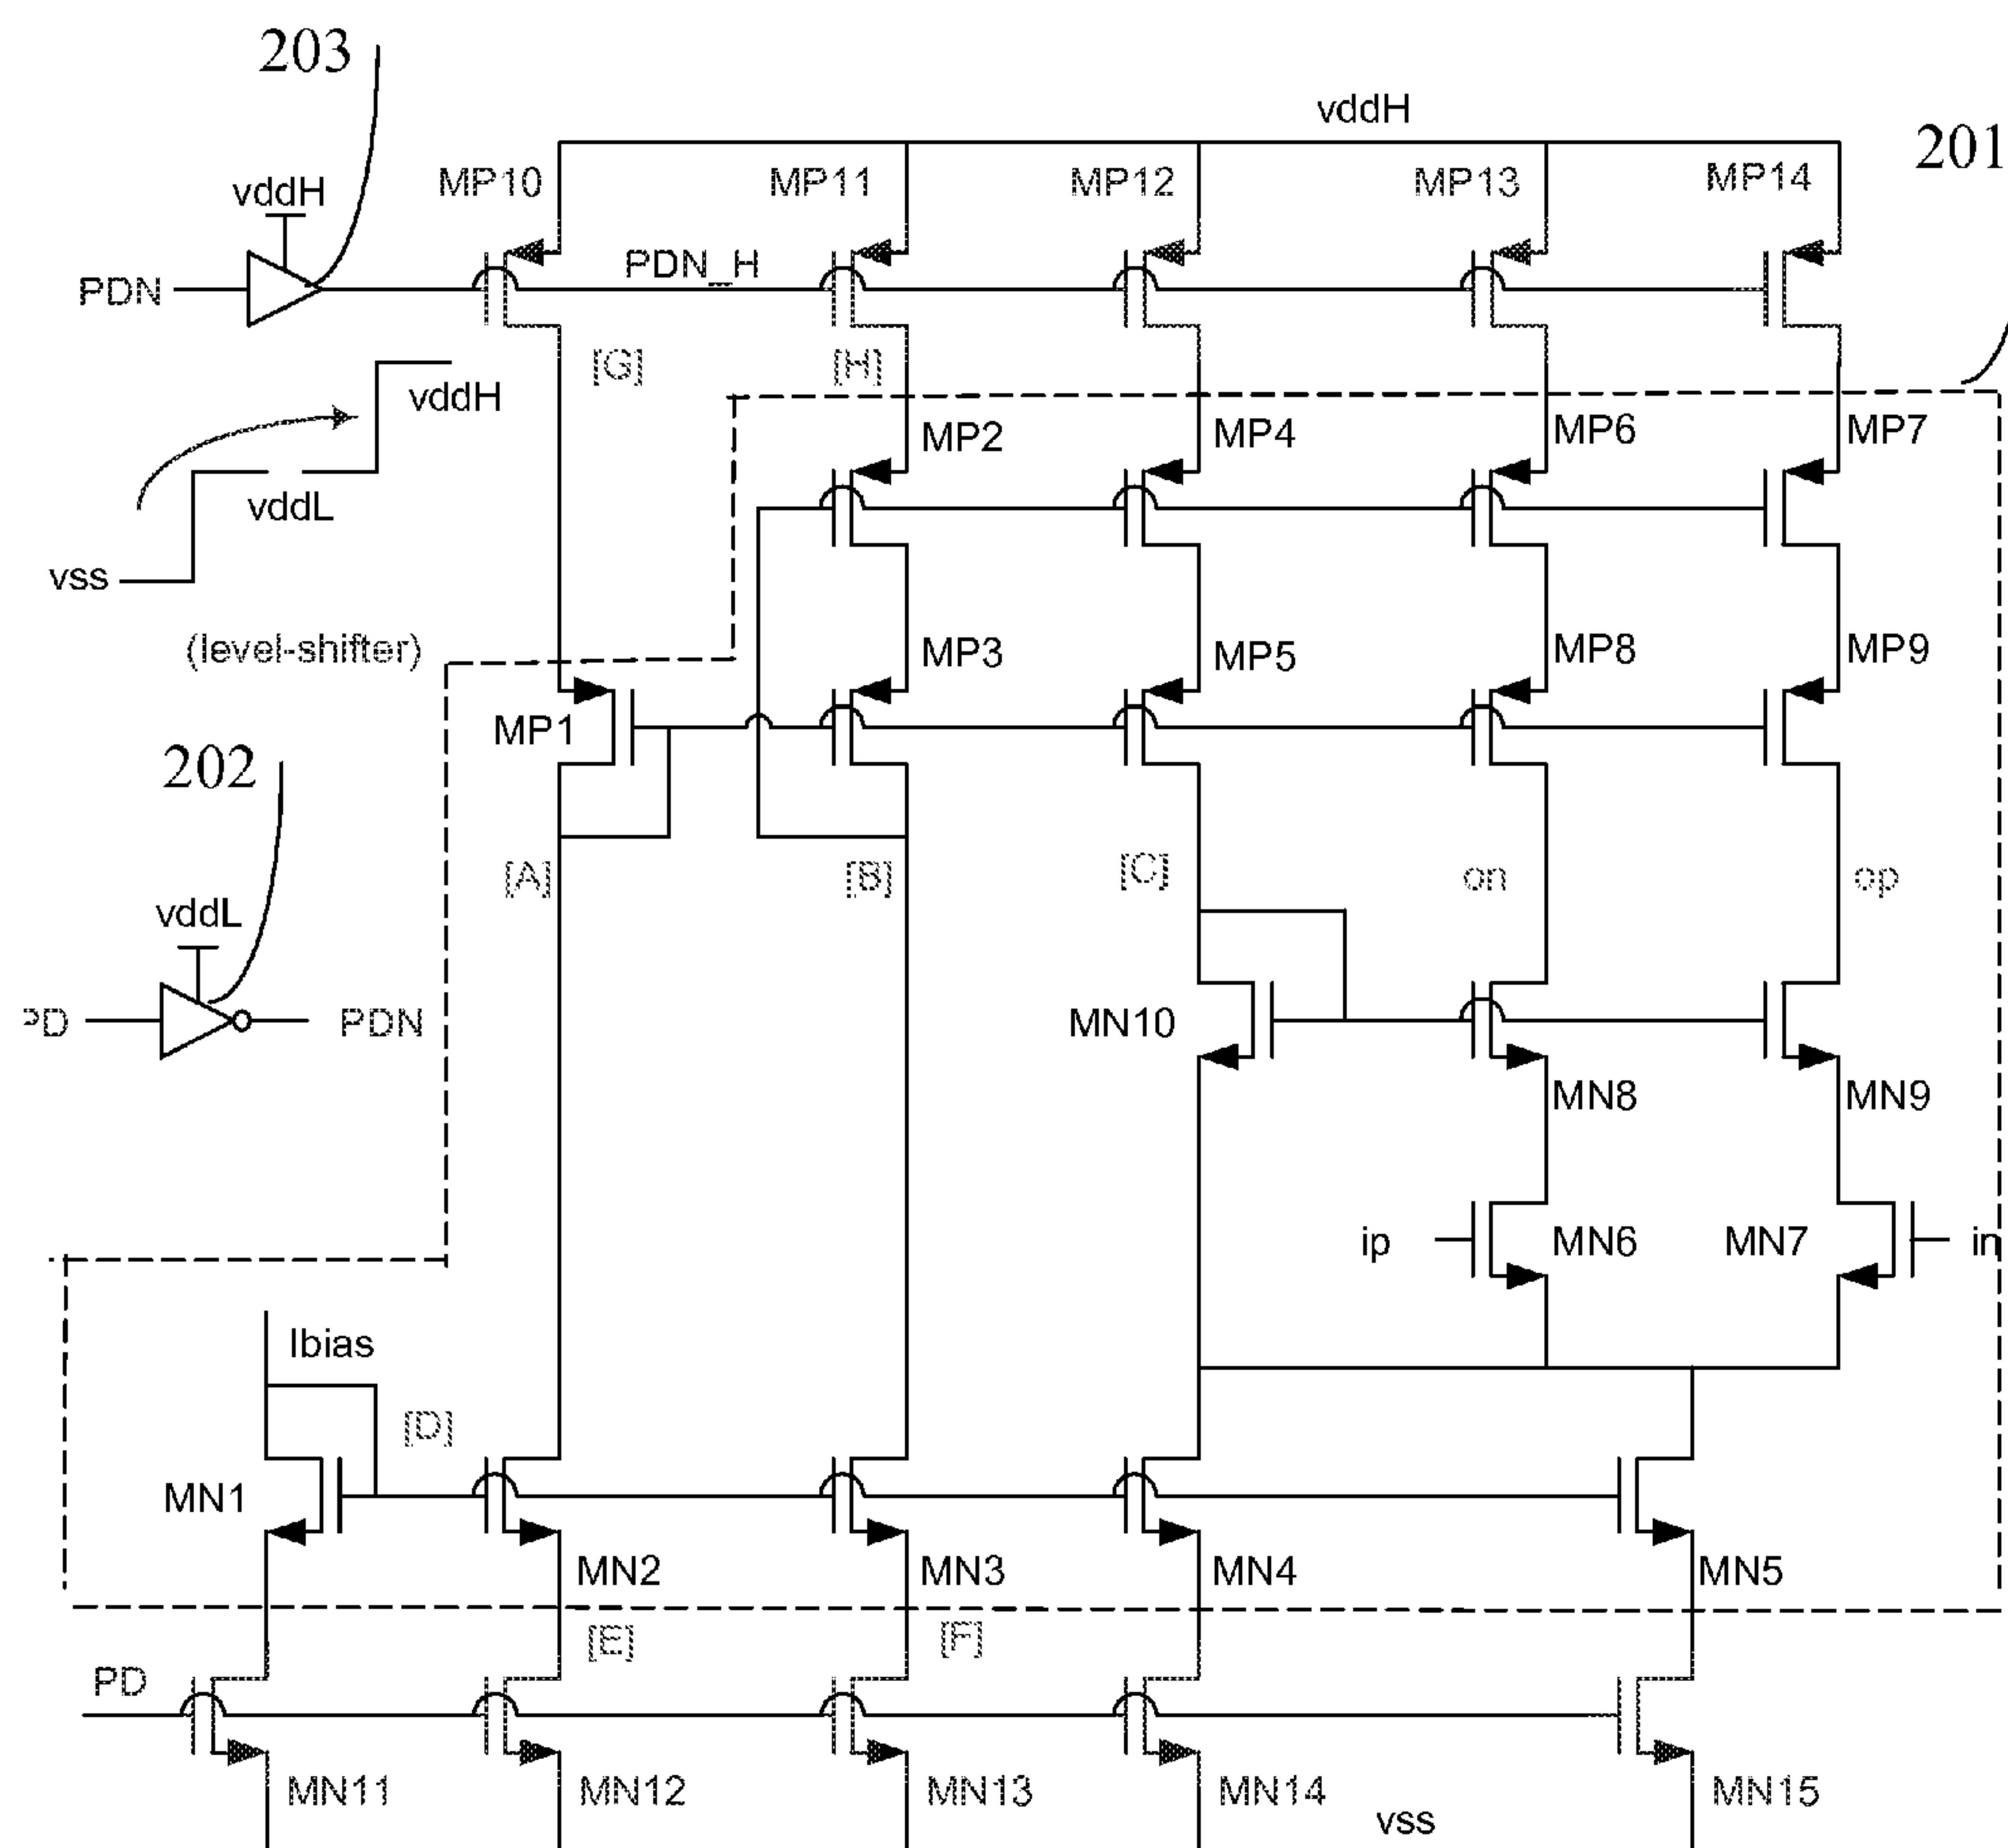 203
vddH
201
MP10
MP11
MP12
MP13
MP14
vddH
PDN
PDN_H
[G]
[H]
vddH
vddL
vss
MP2
MP4
MP6
MP7
(level-shifter)
MP3
MP5
MP8
MP9
MP1
202
[A]
[B]
[C]
on
op
vddL
PD
PDN
MN10
MN8
MN9
ip
MN6
MN7
in
Ibias
[D]
MN1
MN2
MN3
MN4
MN5
[E]
[F]
PD
MN11
MN12
MN13
MN14
vss
MN15